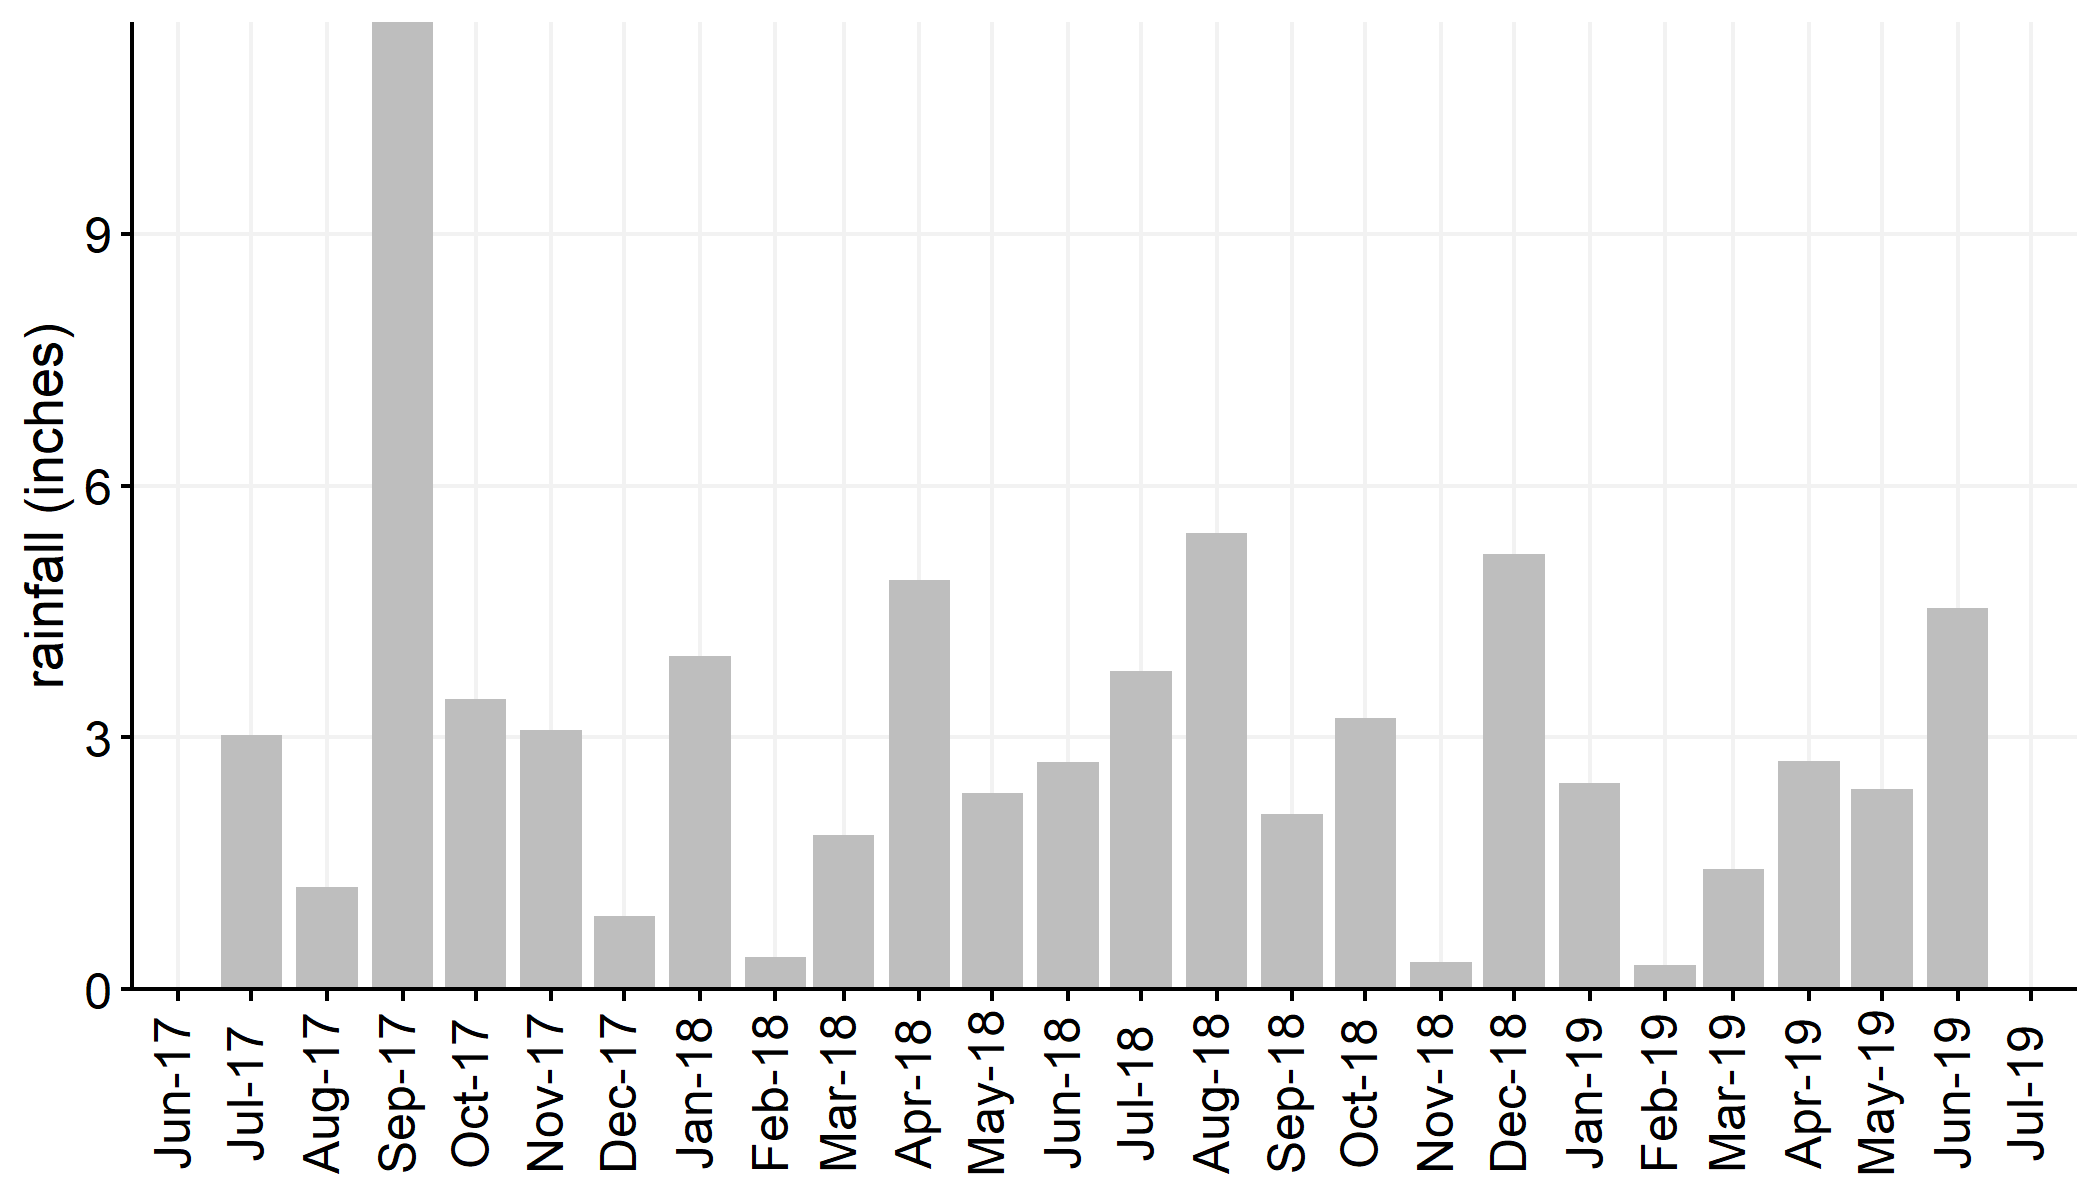 rainfall (inches)
9
6
3
0
Jun-17
Jul-17
Aug-17
Sep-17
Oct-17
Nov-17
Dec-17
Jan-18
Feb-18
Mar-18
Apr-18
May-18
Jun-18
Jul-18
Aug-18
Sep-18
Oct-18
Nov-18
Dec-18
Jan-19
Feb-19
Mar-19
Apr-19
May-19
Jun-19
Jul-19